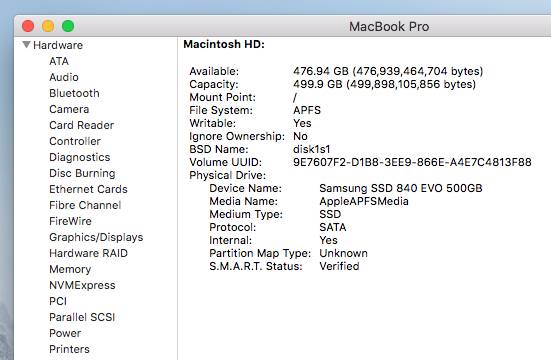 MacBook Pro
Hardware
ATA
Audio
Bluetooth
Camera
Card Reader
Controller
Diagnostics
Disc Burning
Ethernet Cards
Fibre Channel
FireWire
Graphics/Displays
Hardware RAID
Memory
NVMExpress
PCI
Parallel SCSI
Power
Printers
Macintosh HD:
Available: 476.94 GB (476,939,464,704 bytes)
Capacity: 499.9 GB (499,898,105,856 bytes)
Mount Point: /
File System: APFS
Writable: Yes
Ignore Ownership: No
BSD Name: disk1s1
Volume UUID: 9E7607F2-D1B8-3EE9-866E-A4E7C4813F88
Physical Drive:
Device Name: Samsung SSD 840 EVO 500GB
Media Name: AppleAPFSMedia
Medium Type: SSD
Protocol: SATA
Internal: Yes
Partition Map Type: Unknown
S.M.A.R.T. Status: Verified